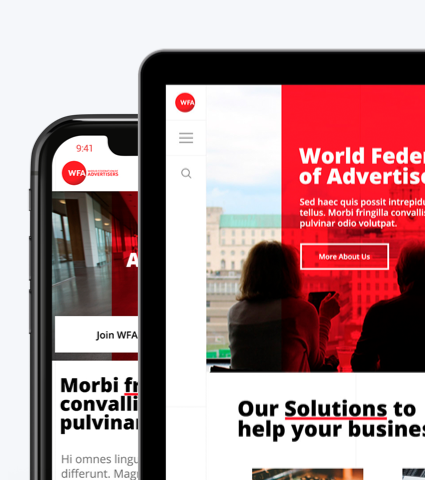 9:41
WFA
ADVERTISERS
A
Join WFA
Morbi fr
convalli
pulvinar
Hi omnes lingu
differunt. Mag
WFA
World Feder
of Advertise
Sed haec quis possit intrepidu
tellus. Morbi fringilla convallis
pulvinar odio volutpat.
More About Us
Our Solutions to
help your busines